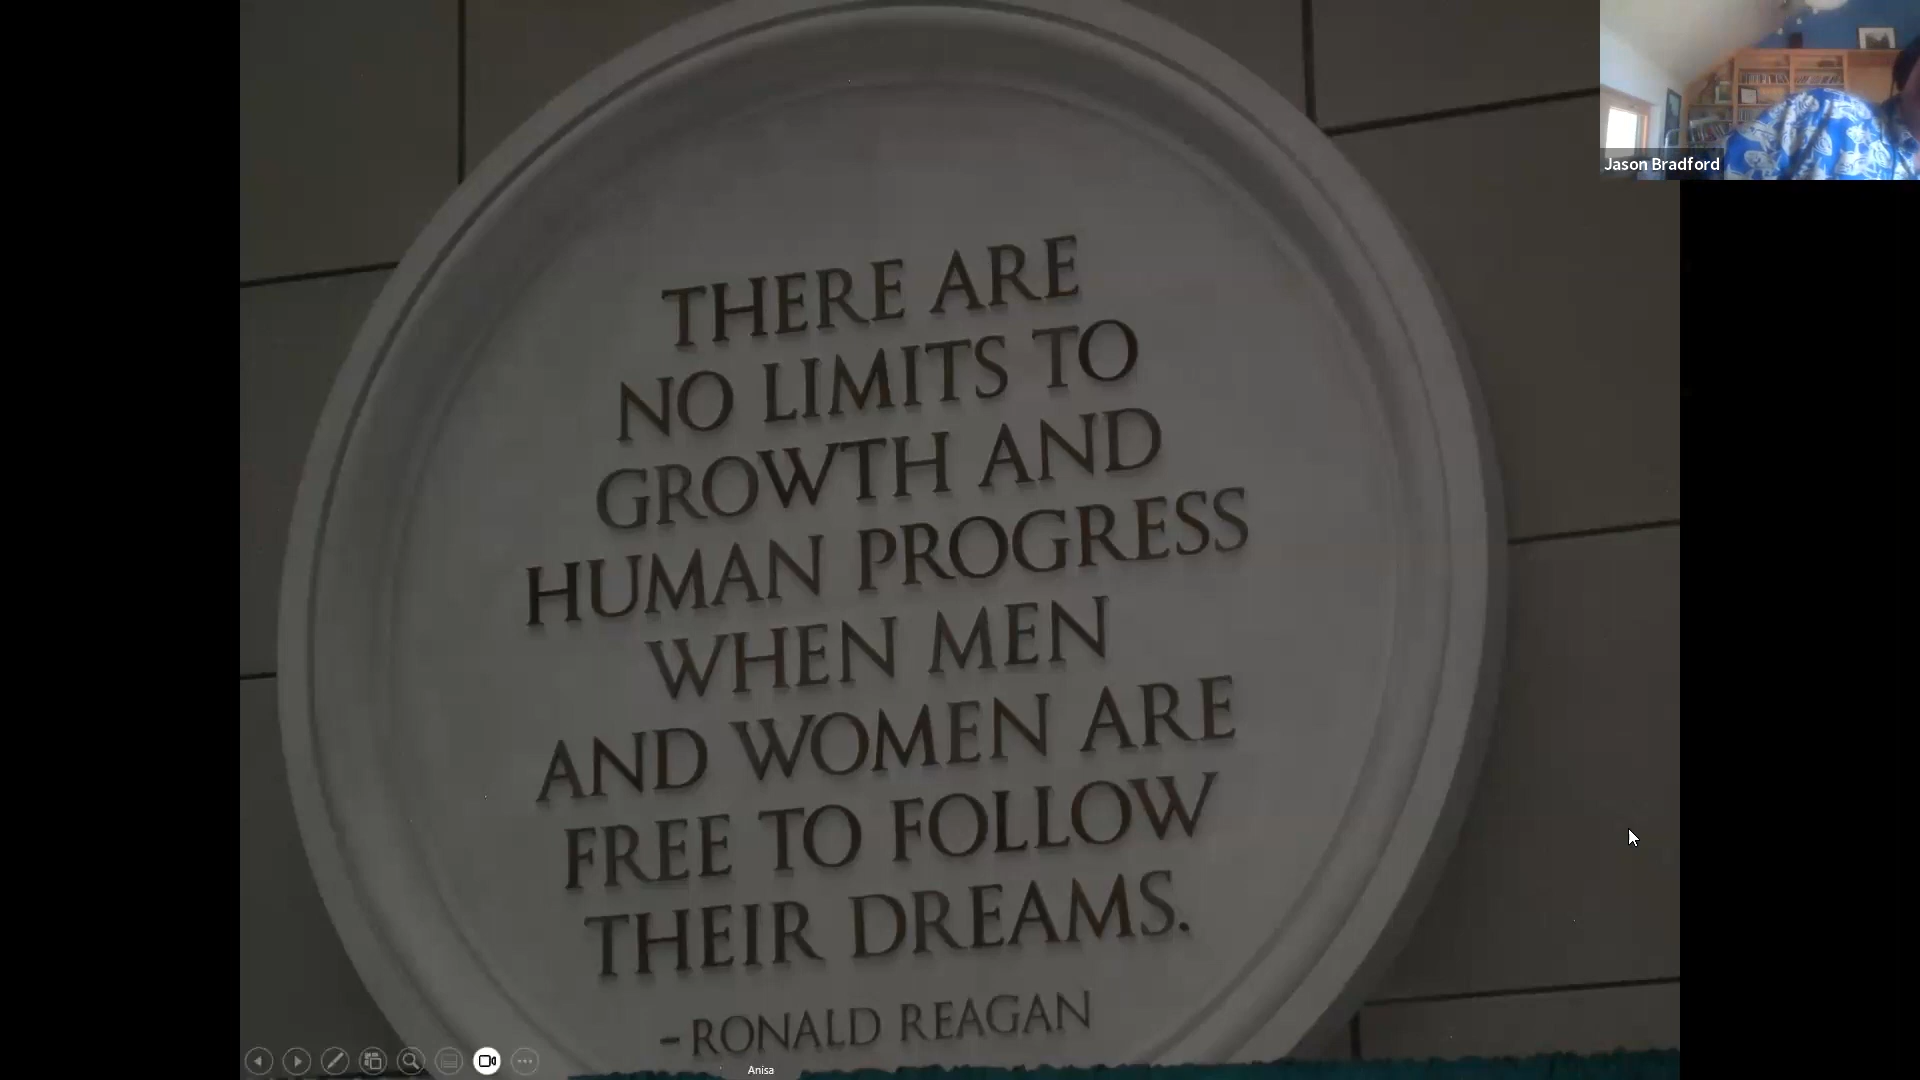 THERE ARE
NO LIMITS TO
GROWTH AND
HUMAN PROGRESS
WHEN MEN
AND WOMEN ARE
FREE TO FOLLOW
THEIR DREAMS.
-RONALD REAGAN
Jason Bradford
Anisa